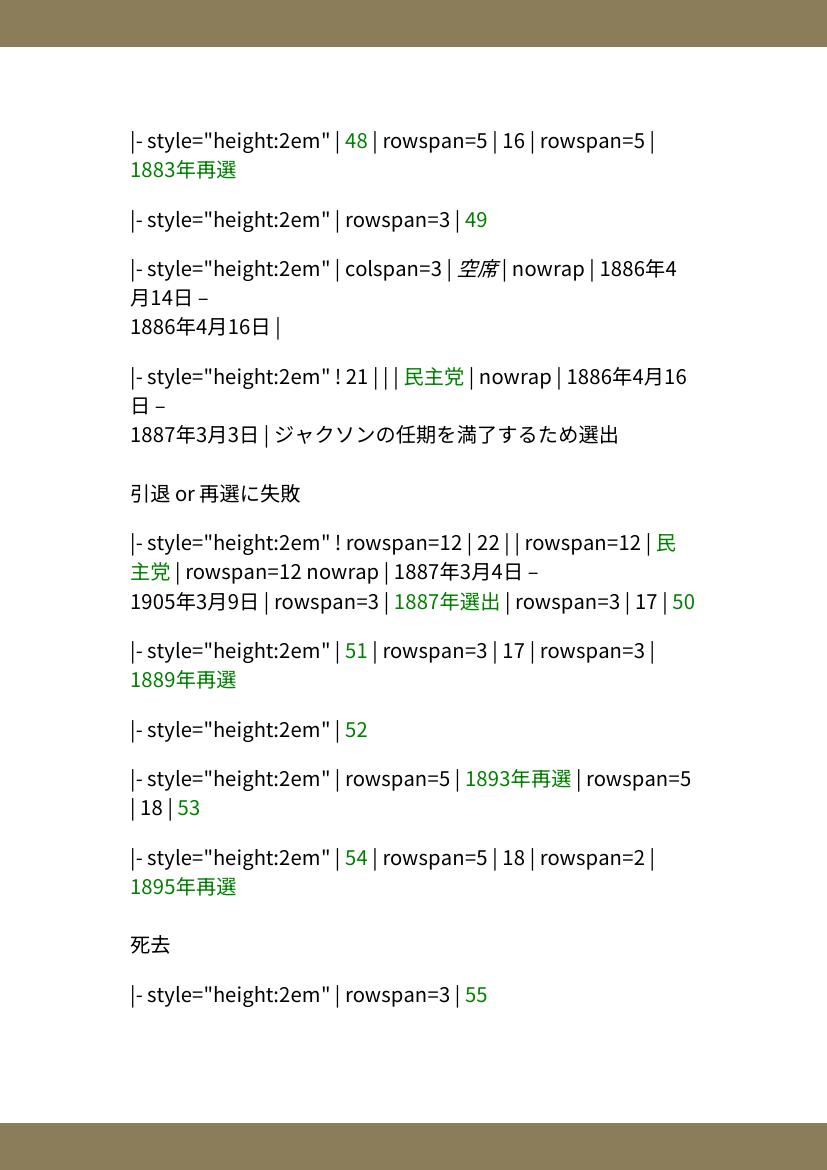 |- style="height:2em" | 48 | rowspan=5 | 16 | rowspan=5 |
1883年再選
|- style="height:2em" | rowspan=3 | 49
|- style="height:2em" | colspan=3 | 空席 | nowrap | 1886年4
月14日 –
1886年4月16日 |
|- style="height:2em" ! 21 | | | 民主党 | nowrap | 1886年4月16
日 –
1887年3月3日 | ジャクソンの任期を満了するため選出
引退 or 再選に失敗
|- style="height:2em" ! rowspan=12 | 22 | | rowspan=12 | 民
主党 | rowspan=12 nowrap | 1887年3月4日 –
1905年3月9日 | rowspan=3 | 1887年選出 | rowspan=3 | 17 | 50
|- style="height:2em" | 51 | rowspan=3 | 17 | rowspan=3 |
1889年再選
|- style="height:2em" | 52
|- style="height:2em" | rowspan=5 | 1893年再選 | rowspan=5
| 18 | 53
|- style="height:2em" | 54 | rowspan=5 | 18 | rowspan=2 |
1895年再選
死去
|- style="height:2em" | rowspan=3 | 55